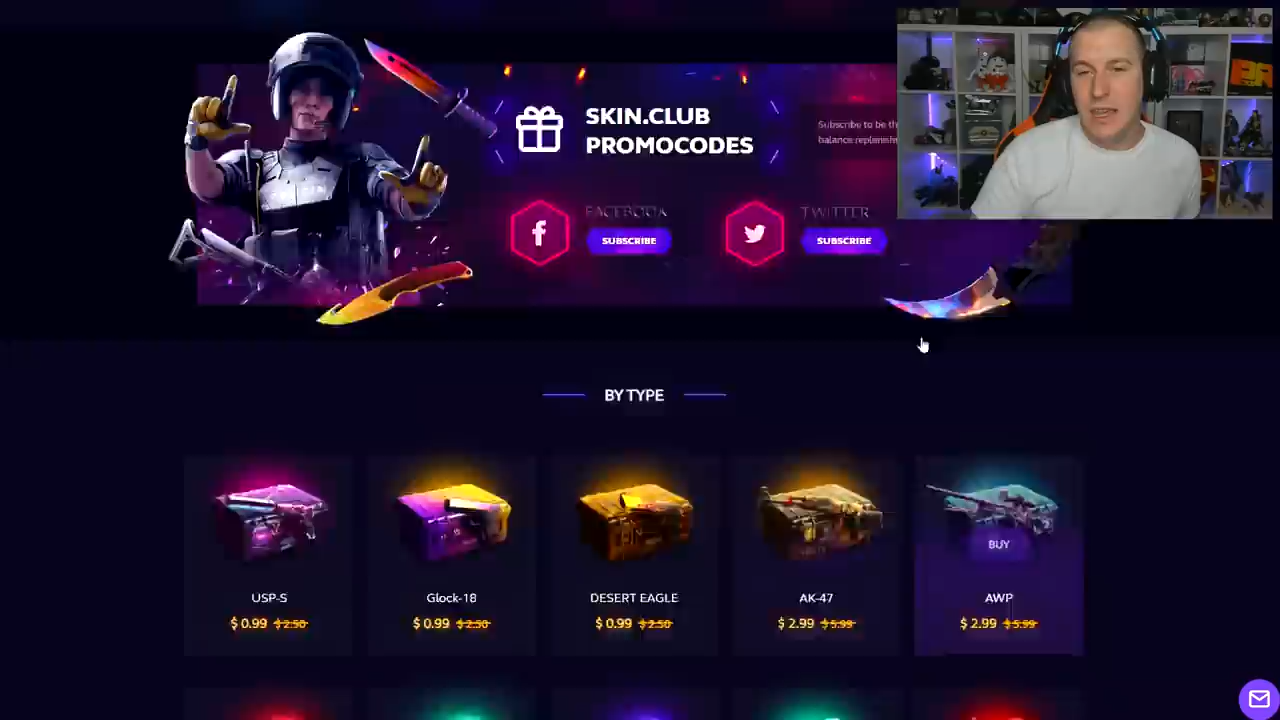 SKIN.CLUB
PROMOCODES
Subscribe to be th
balance replenish
FACEBOOK
SUBSCRIBE
TWITTER
SUBSCRIBE
BY TYPE
BUY
USP-S
Glock-18
DESERT EAGLE
AK-47
AWP
$ 0.99 $ 2.50
$ 0.99 $ 2.50
$ 0.99 $ 2.50
$ 2.99 $ 5.99
$ 2.99 $ 5.99